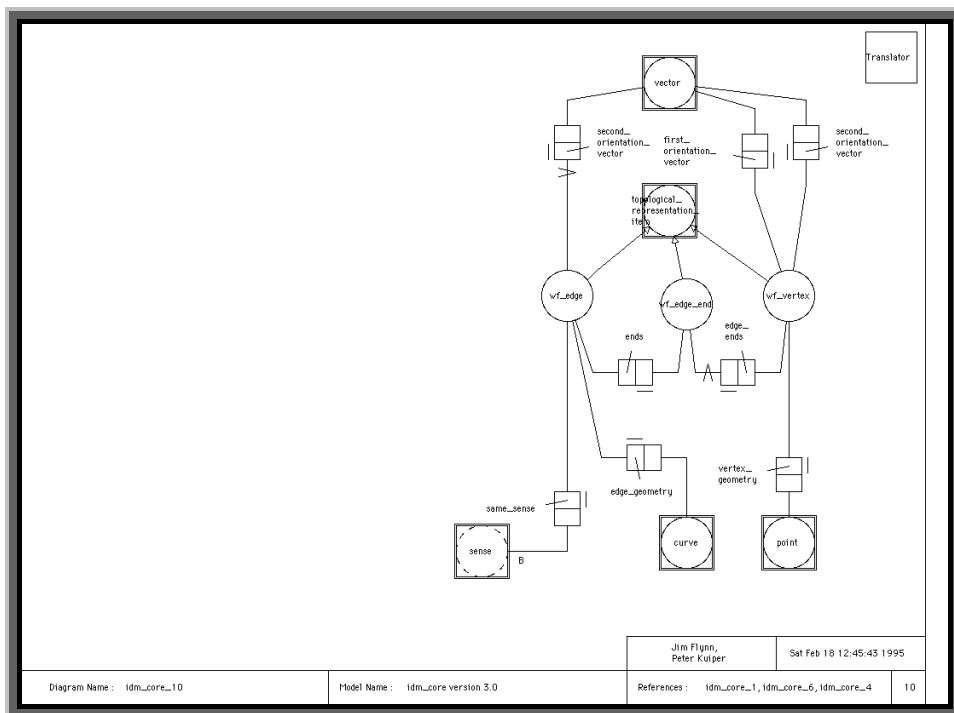 Translator
vector
second_
orientation_
vector
first_
orientation_
vector
second_
orientation_
vector
topological_
representation_
item
wf_edge
wf_edge_end
wf_vertex
ends
edge_
ends
edge_geometry
vertex_
geometry
same_sense
sense
B
curve
point
Jim Flynn,
Peter Kuiper
Sat Feb 18 12:45:43 1995
Diagram Name : idm_core_10
Model Name : idm_core version 3.0
References : idm_core_1, idm_core_6, idm_core_4
10